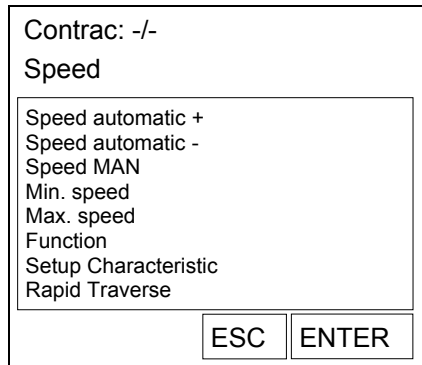 Contrac: -/-
Speed
Speed automatic +
Speed automatic -
Speed MAN
Min. speed
Max. speed
Function
Setup Characteristic
Rapid Traverse
ESC ENTER